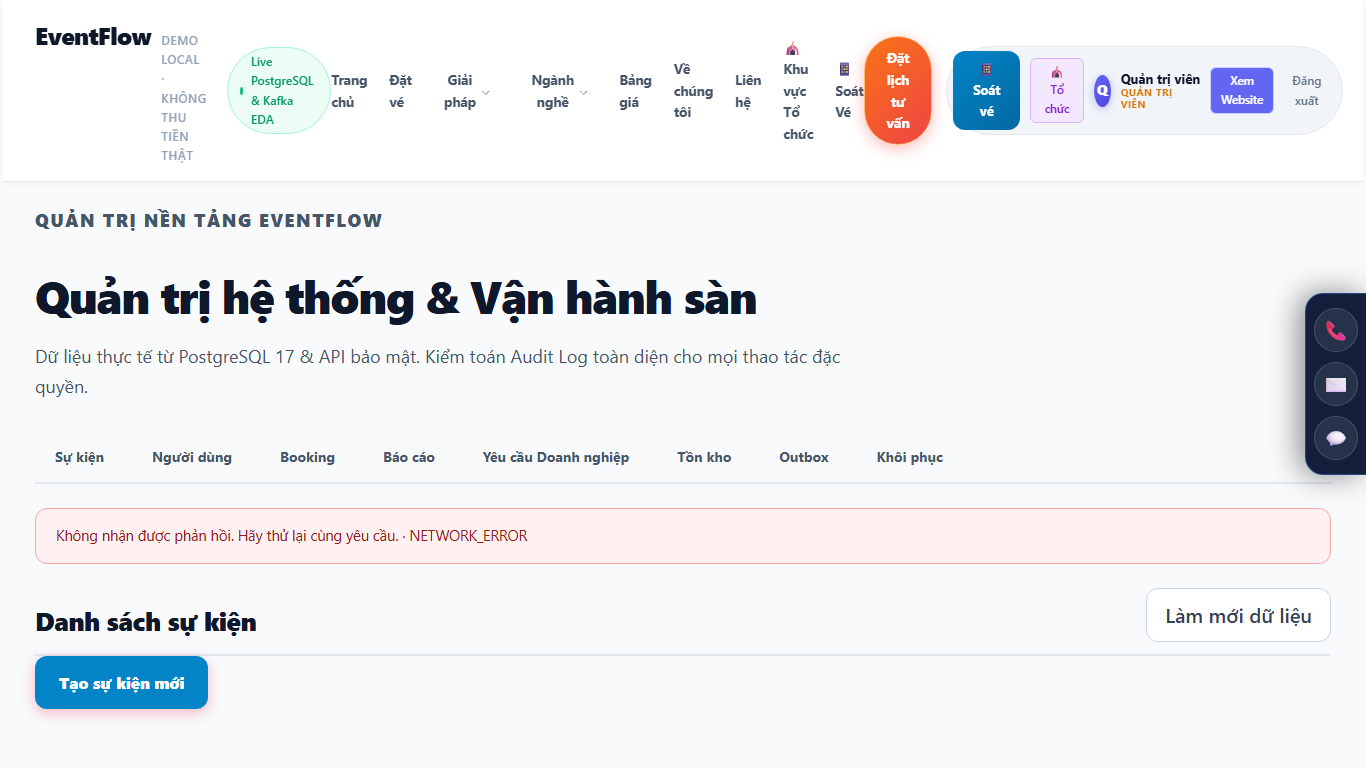 EventFlow
DEMO
LOCAL
·
KHÔNG
THU
TIỀN
THẬT
Live
PostgreSQL
& Kafka
EDA
Trang
chủ
Đặt
vé
Giải
pháp
Ngành
nghề
Bảng
giá
Về
chúng
tôi
Liên
hệ
Khu
vực
Tổ
chức
Soát
Vé
Đặt
lịch
tư
vấn
Soát
vé
Tổ
chức
Q
Quản trị viên
QUẢN TRỊ
VIÊN
Xem
Website
Đăng
xuất
QUẢN TRỊ NỀN TẢNG EVENTFLOW
Quản trị hệ thống & Vận hành sàn
Dữ liệu thực tế từ PostgreSQL 17 & API bảo mật. Kiểm toán Audit Log toàn diện cho mọi thao tác đặc
quyền.
Sự kiện Người dùng Booking Báo cáo Yêu cầu Doanh nghiệp Tồn kho Outbox Khôi phục
Không nhận được phản hồi. Hãy thử lại cùng yêu cầu. · NETWORK_ERROR
Danh sách sự kiện
Làm mới dữ liệu
Tạo sự kiện mới